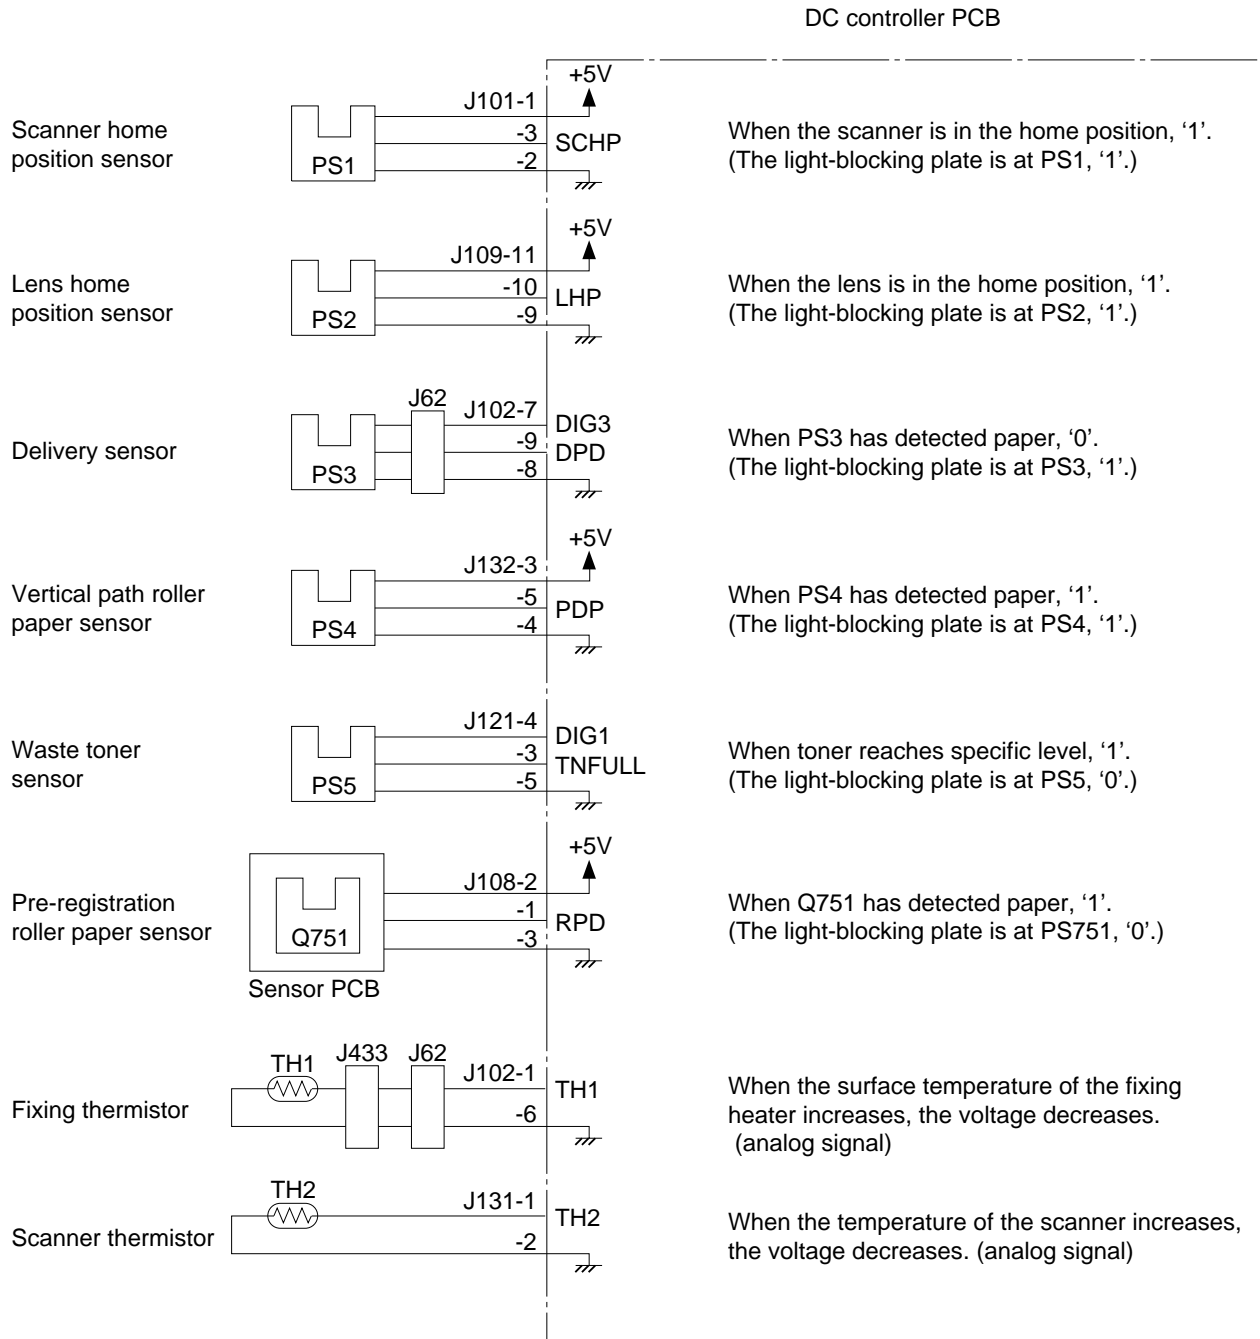 DC controller PCB
+5V
J101-1
Scanner home
position sensor
-3
SCHP
PS1
-2
When the scanner is in the home position, ‘1’.
(The light-blocking plate is at PS1, ‘1’.)
+5V
J109-11
Lens home
position sensor
-10
LHP
PS2
-9
When the lens is in the home position, ‘1’.
(The light-blocking plate is at PS2, ‘1’.)
J62
J102-7
DIG3
Delivery sensor
-9
DPD
PS3
-8
When PS3 has detected paper, ‘0’.
(The light-blocking plate is at PS3, ‘1’.)
+5V
J132-3
Vertical path roller
paper sensor
-5
PDP
PS4
-4
When PS4 has detected paper, ‘1’.
(The light-blocking plate is at PS4, ‘1’.)
J121-4
DIG1
Waste toner
sensor
-3
TNFULL
PS5
-5
When toner reaches specific level, ‘1’.
(The light-blocking plate is at PS5, ‘0’.)
+5V
J108-2
Pre-registration
roller paper sensor
-1
RPD
Q751
-3
Sensor PCB
When Q751 has detected paper, ‘1’.
(The light-blocking plate is at PS751, ‘0’.)
TH1
J433
J62
J102-1
TH1
Fixing thermistor
-6
When the surface temperature of the fixing
heater increases, the voltage decreases.
(analog signal)
TH2
J131-1
TH2
Scanner thermistor
-2
When the temperature of the scanner increases,
the voltage decreases. (analog signal)